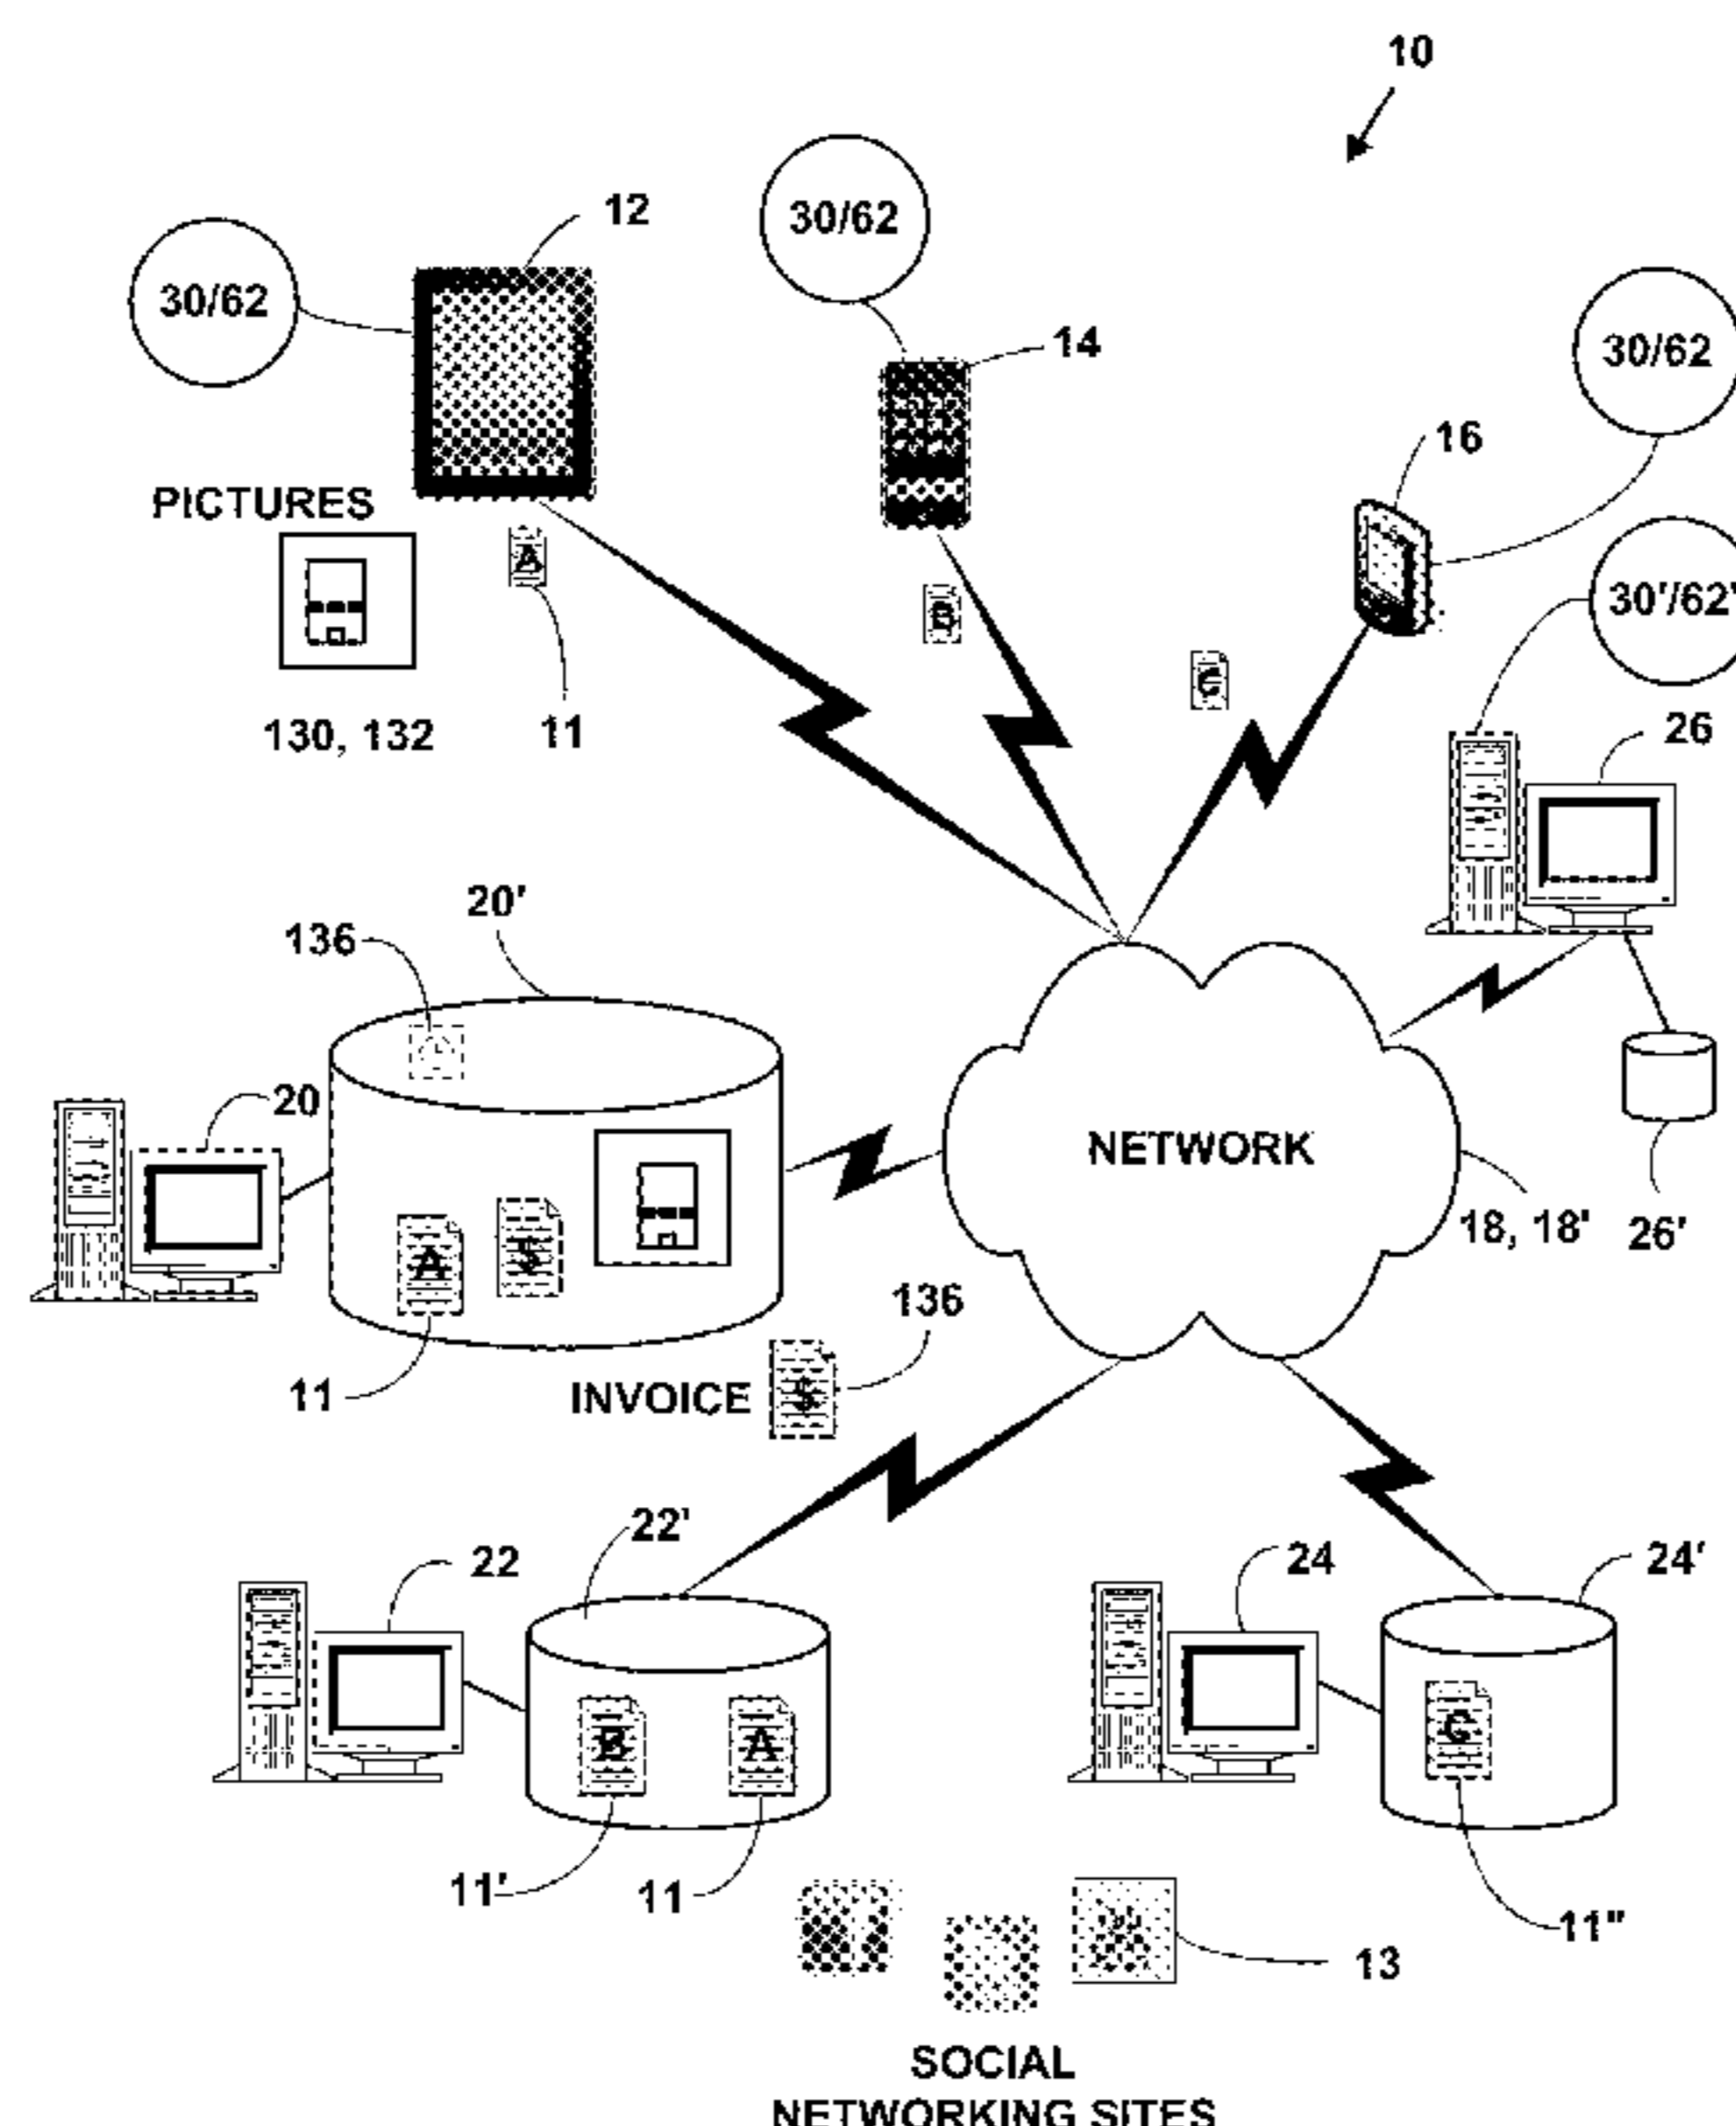 10
12
30/62
30/62
14
30/62
16
PICTURES
A
B
30'/62'
C
130, 132
11
26
20'
136
20
NETWORK
18, 18'
26'
A
$
136
11
INVOICE
$
22'
22
24
24'
B
A
C
11'
11
11"
13
SOCIAL
NETWORKING SITES